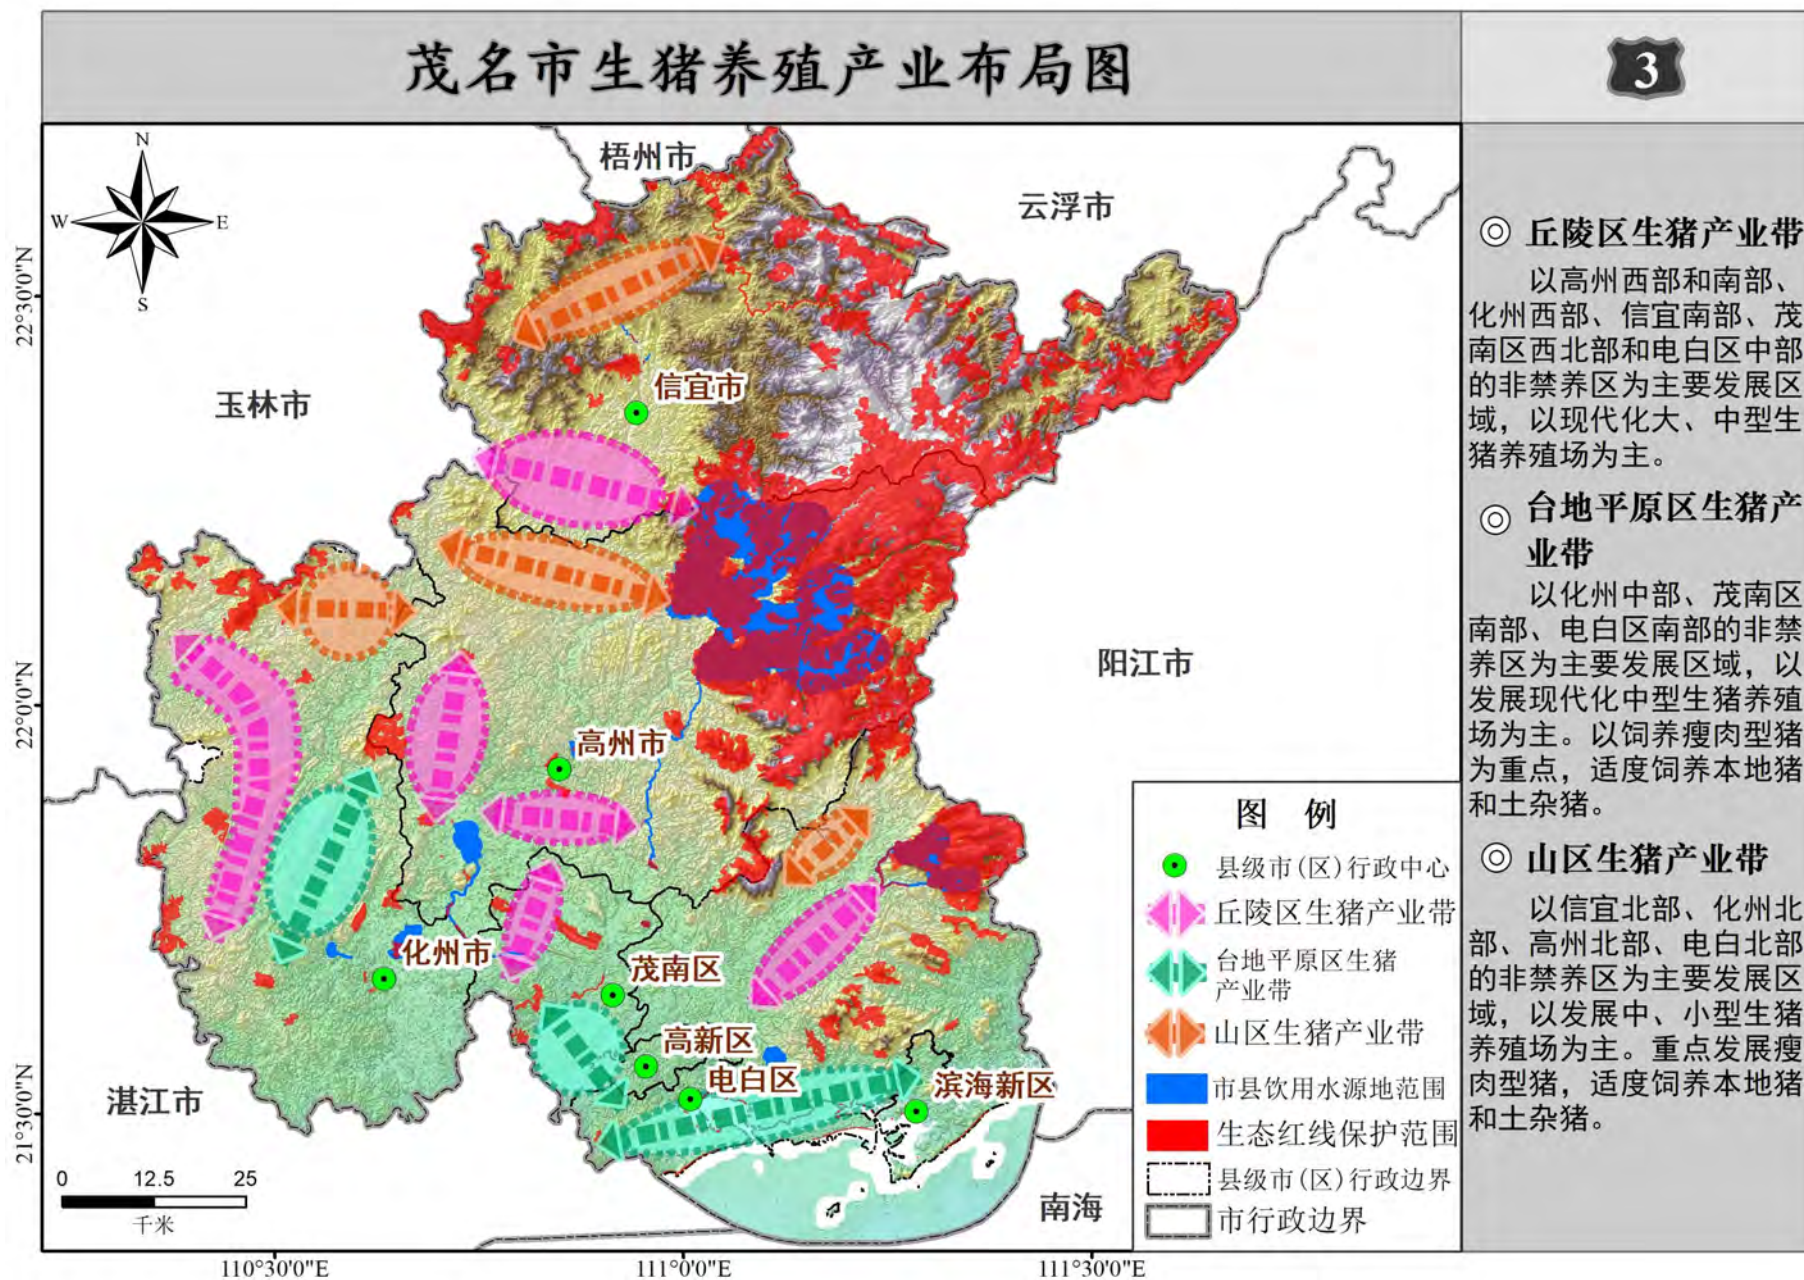 茂名市生猪养殖产业布局图
3
N
W
E
S
梧州市
云浮市
玉林市
信宜市
阳江市
高州市
化州市
茂南区
高新区
电白区
滨海新区
湛江市
南海
22°30'0"N
22°0'0"N
21°30'0"N
110°30'0"E
111°0'0"E
111°30'0"E
0 12.5 25
千米
图 例
县级市(区)行政中心
丘陵区生猪产业带
台地平原区生猪
产业带
山区生猪产业带
市县饮用水源地范围
生态红线保护范围
县级市(区)行政边界
市行政边界
◎ 丘陵区生猪产业带
以高州西部和南部、
化州西部、信宜南部、茂
南区西北部和电白区中部
的非禁养区为主要发展区
域，以现代化大、中型生
猪养殖场为主。
◎ 台地平原区生猪产
业带
以化州中部、茂南区
南部、电白区南部的非禁
养区为主要发展区域，以
发展现代化中型生猪养殖
场为主。以饲养瘦肉型猪
为重点，适度饲养本地猪
和土杂猪。
◎ 山区生猪产业带
以信宜北部、化州北
部、高州北部、电白北部
的非禁养区为主要发展区
域，以发展中、小型生猪
养殖场为主。重点发展瘦
肉型猪，适度饲养本地猪
和土杂猪。